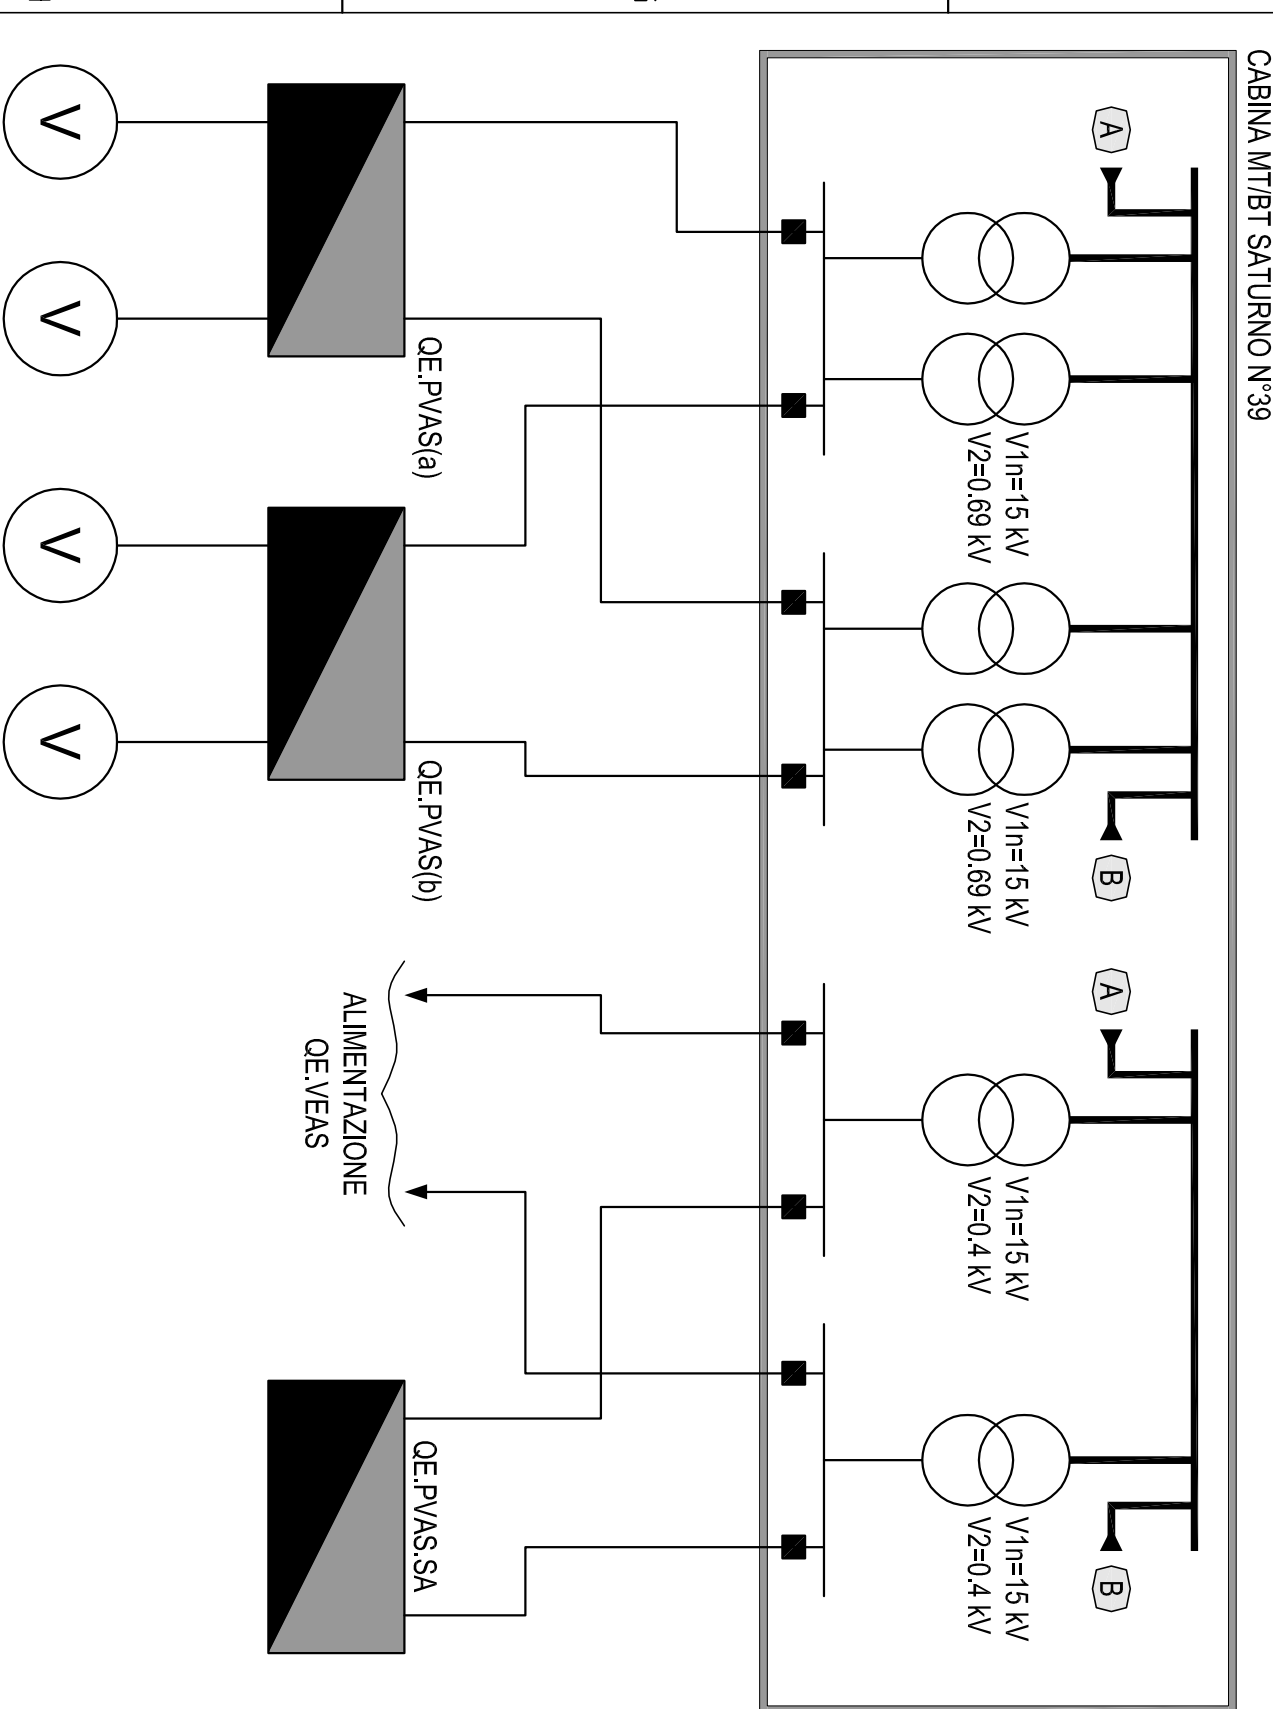 CABINA MT/BT SATURNO N°39
A
B
A
B
V1n=15 kV
V2=0.69 kV
V1n=15 kV
V2=0.69 kV
V1n=15 kV
V2=0.4 kV
V1n=15 kV
V2=0.4 kV
QE.PVAS(a)
QE.PVAS(b)
ALIMENTAZIONE
QE.VEAS
QE.PVAS.SA
V
V
V
V